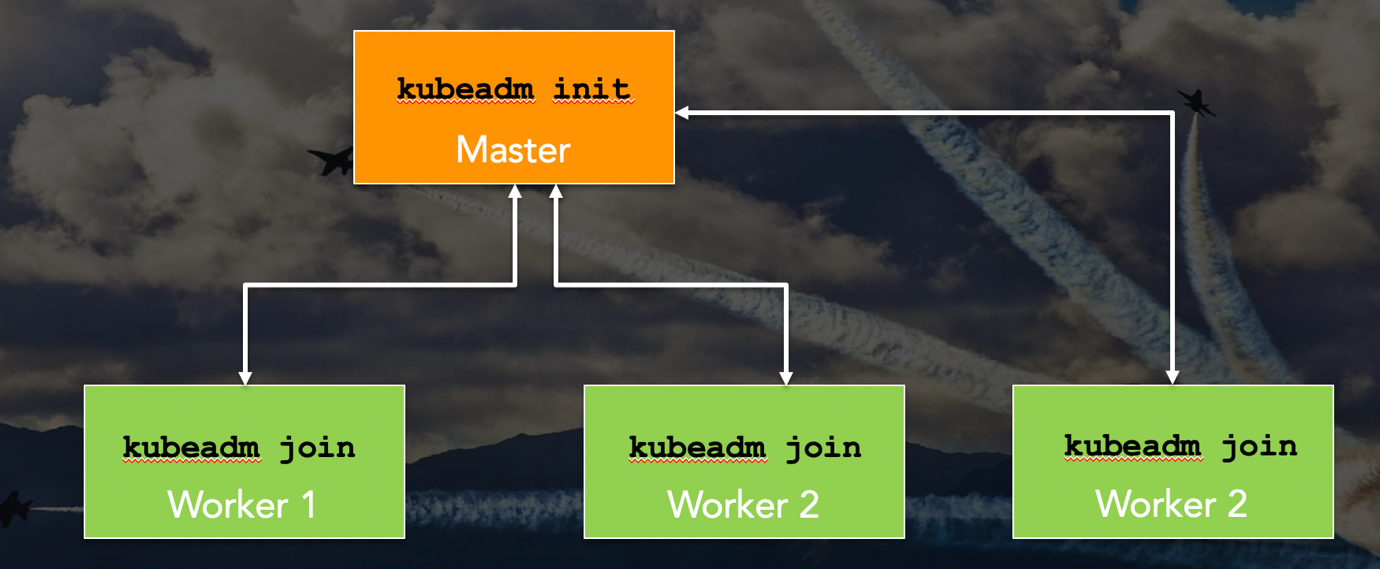 kubeadm init
Master
kubeadm join
Worker 1
kubeadm join
Worker 2
kubeadm join
Worker 2